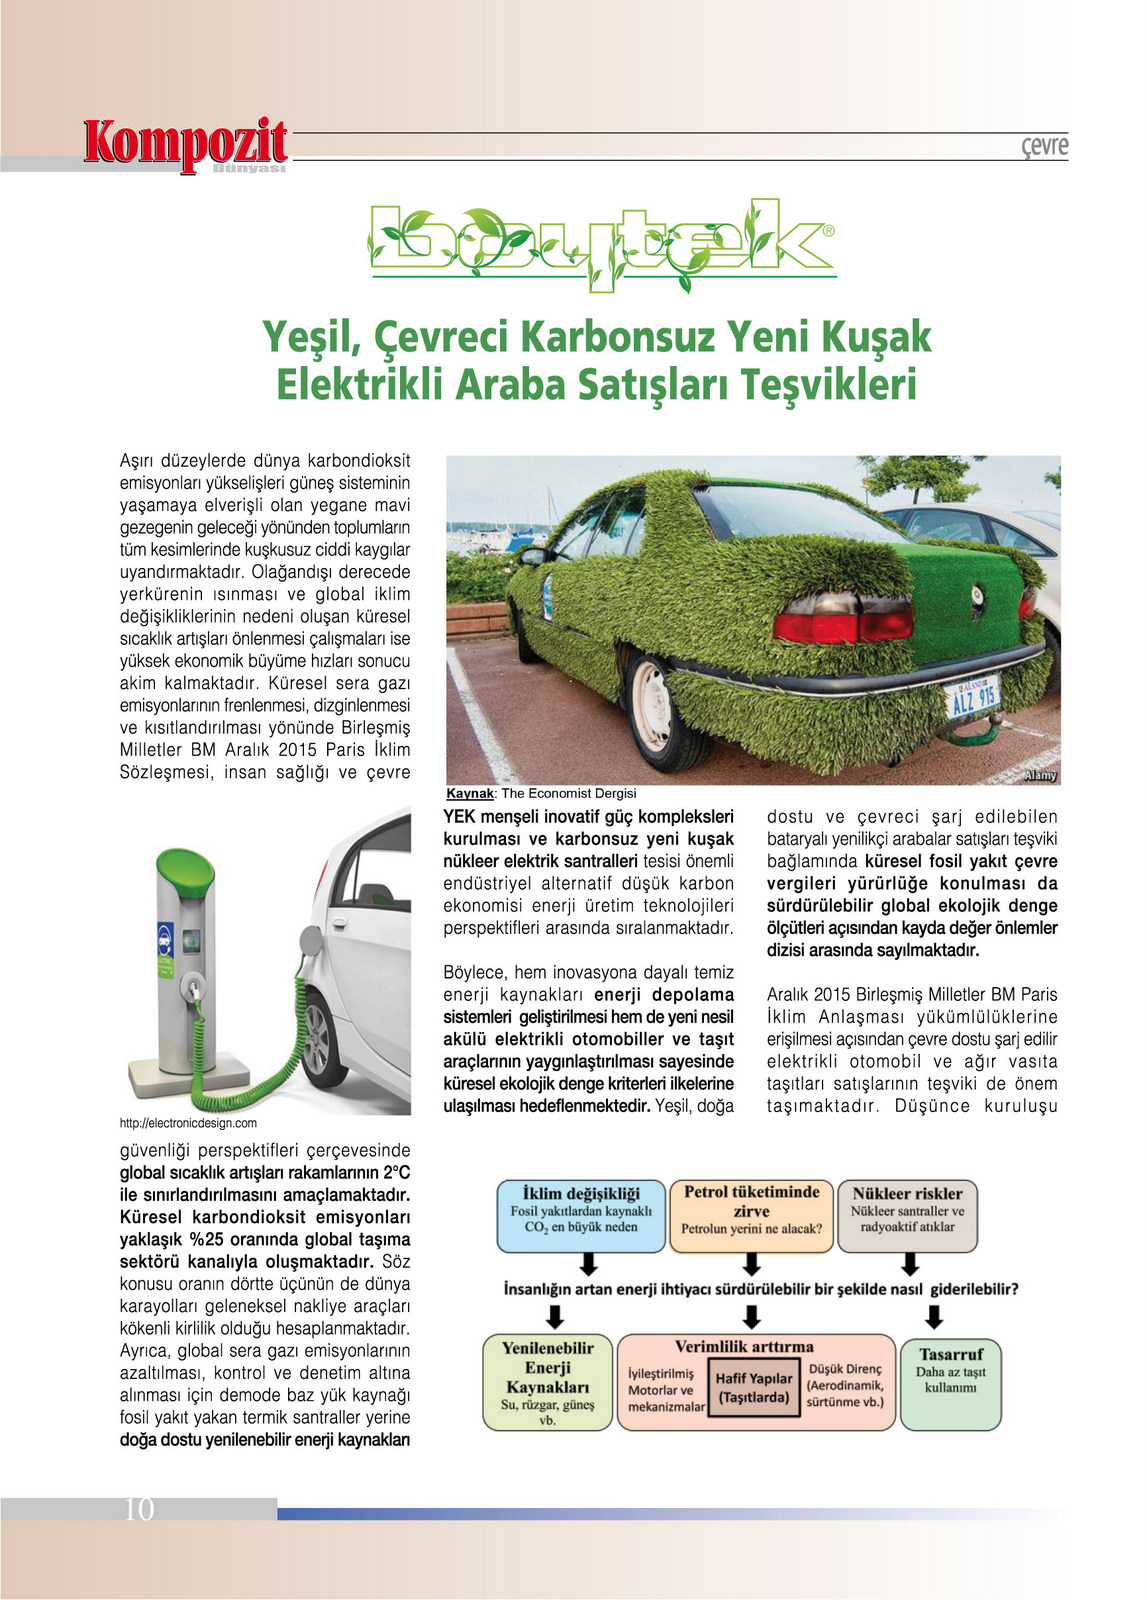 Kompozit
Dünyası
çevre
boytek®
Yeşil, Çevreci Karbonsuz Yeni Kuşak
Elektrikli Araba Satışları Teşvikleri
Aşırı düzeylerde dünya karbondioksit
emisyonları yükselişleri güneş sisteminin
yaşamaya elverişli olan yegane mavi
gezegenin geleceği yönünden toplumların
tüm kesimlerinde kuşkusuz ciddi kaygılar
uyandırmaktadır. Olağandışı derecede
yerkürenin ısınması ve global iklim
değişikliklerinin nedeni oluşan küresel
sıcaklık artışları önlenmesi çalışmaları ise
yüksek ekonomik büyüme hızları sonucu
akim kalmaktadır. Küresel sera gazı
emisyonlarının frenlenmesi, dizginlenmesi
ve kısıtlandırılması yönünde Birleşmiş
Milletler BM Aralık 2015 Paris İklim
Sözleşmesi, insan sağlığı ve çevre
http://electronicdesign.com
güvenliği perspektifleri çerçevesinde
global sıcaklık artışları rakamlarının 2°C
ile sınırlandırılmasını amaçlamaktadır.
Küresel karbondioksit emisyonları
yaklaşık %25 oranında global taşıma
sektörü kanalıyla oluşmaktadır. Söz
konusu oranın dörtte üçünün de dünya
karayolları geleneksel nakliye araçları
kökenli kirlilik olduğu hesaplanmaktadır.
Ayrıca, global sera gazı emisyonlarının
azaltılması, kontrol ve denetim altına
alınması için demode baz yük kaynağı
fosil yakıt yakan termik santraller yerine
doğa dostu yenilenebilir enerji kaynakları
ALAND
ALZ 915
Alamy
Kaynak: The Economist Dergisi
YEK menşeli inovatif güç kompleksleri
kurulması ve karbonsuz yeni kuşak
nükleer elektrik santralleri tesisi önemli
endüstriyel alternatif düşük karbon
ekonomisi enerji üretim teknolojileri
perspektifleri arasında sıralanmaktadır.
Böylece, hem inovasyona dayalı temiz
enerji kaynakları enerji depolama
sistemleri geliştirilmesi hem de yeni nesil
akülü elektrikli otomobiller ve taşıt
araçlarının yaygınlaştırılması sayesinde
küresel ekolojik denge kriterleri ilkelerine
ulaşılması hedeflenmektedir. Yeşil, doğa
dostu ve çevreci şarj edilebilen
bataryalı yenilikçi arabalar satışları teşviki
bağlamında küresel fosil yakıt çevre
vergileri yürürlüğe konulması da
sürdürülebilir global ekolojik denge
ölçütleri açısından kayda değer önlemler
dizisi arasında sayılmaktadır.
Aralık 2015 Birleşmiş Milletler BM Paris
İklim Anlaşması yükümlülüklerine
erişilmesi açısından çevre dostu şarj edilir
elektrikli otomobil ve ağır vasıta
taşıtları satışlarının teşviki de önem
taşımaktadır. Düşünce kuruluşu
İklim değişikliği
Fosil yakıtlardan kaynaklı
CO₂ en büyük neden
Petrol tüketiminde
zirve
Petrolun yerini ne alacak?
Nükleer riskler
Nükleer santraller ve
radyoaktif atıklar
İnsanlığın artan enerji ihtiyacı sürdürülebilir bir şekilde nasıl giderilebilir?
Yenilenebilir
Enerji
Kaynakları
Su, rüzgar, güneş
vb.
Verimlilik arttırma
İyileştirilmiş
Motorlar ve
mekanizmalar
Hafif Yapılar
(Taşıtlarda)
Düşük Direnç
(Aerodinamik,
sürtünme vb.)
Tasarruf
Daha az taşıt
kullanımı
10